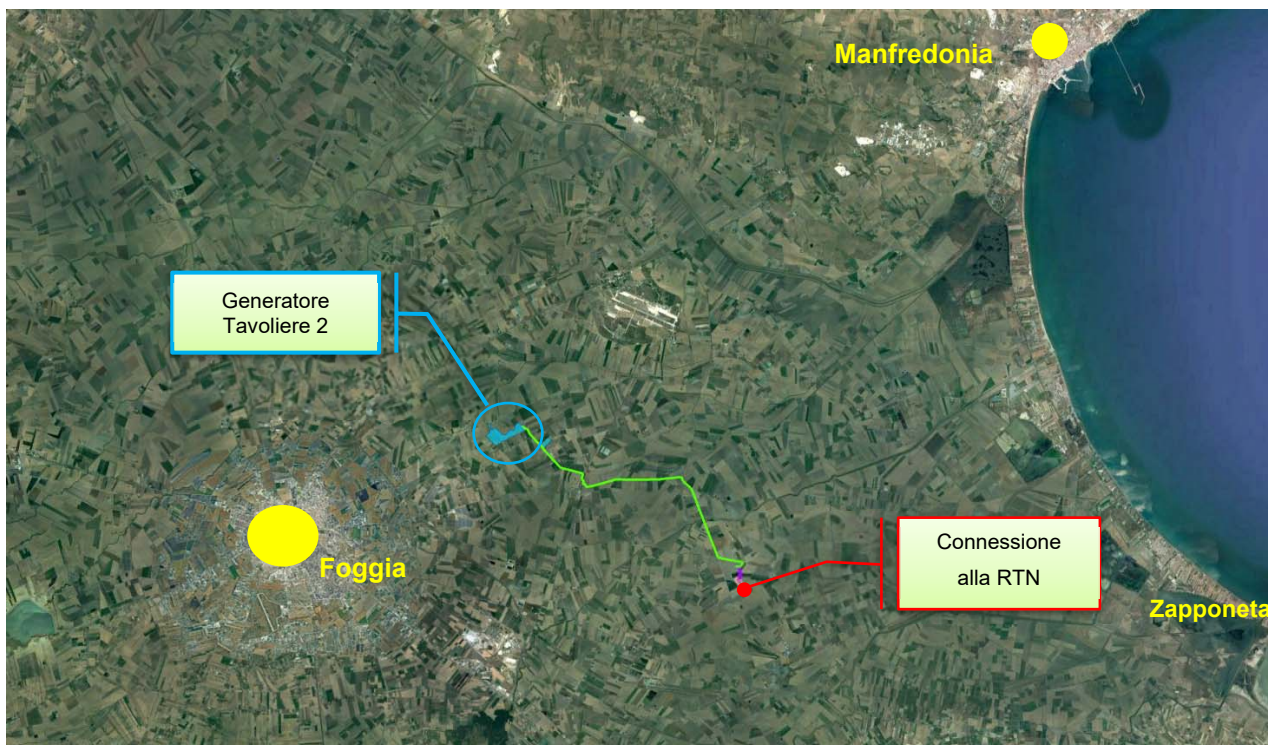 Manfredonia
Generatore
Tavoliere 2
Foggia
Connessione
alla RTN
Zapponeta